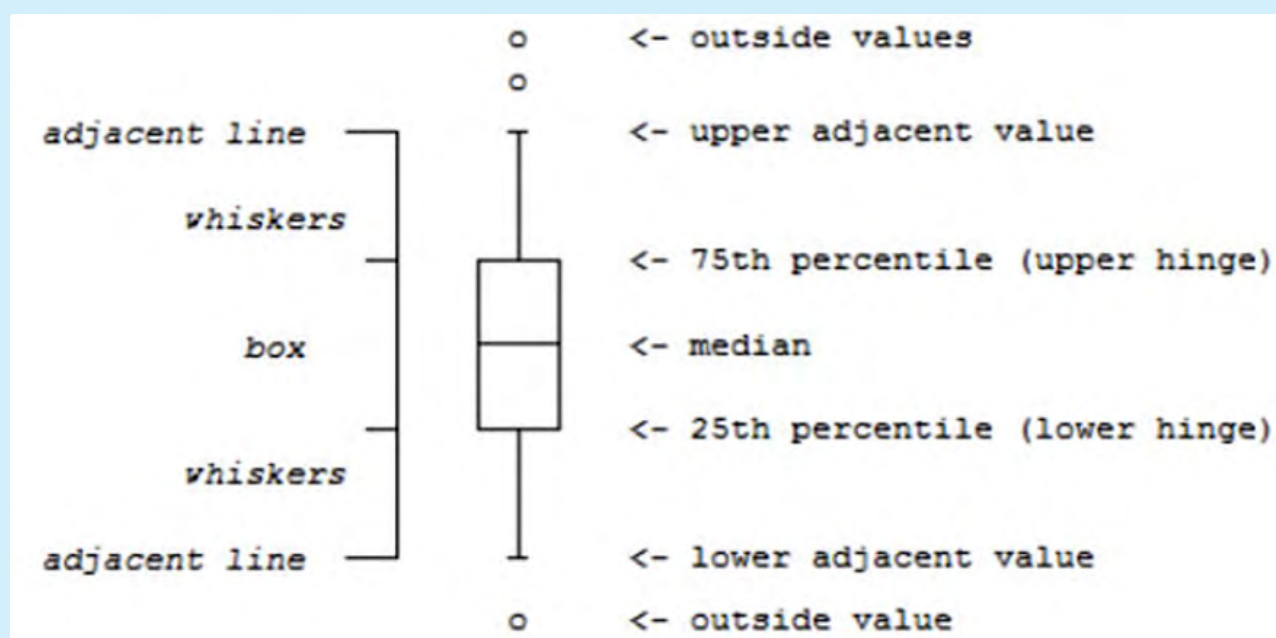 <- outside values
adjacent line <- upper adjacent value
whiskers
<- 75th percentile (upper hinge)
box <- median
<- 25th percentile (lower hinge)
whiskers
adjacent line <- lower adjacent value
<- outside value